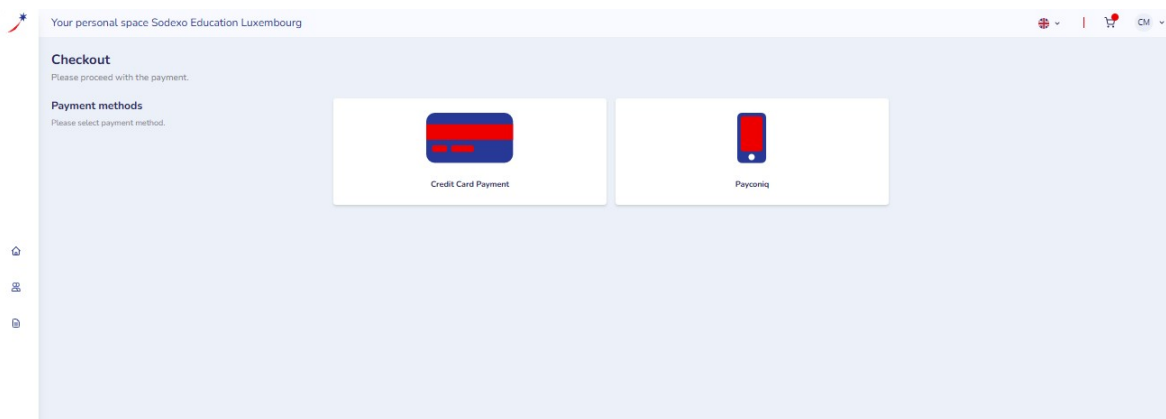 Your personal space Sodexo Education Luxembourg
CM
Checkout
Please proceed with the payment.
Payment methods
Please select payment method.
Credit Card Payment
Payconiq